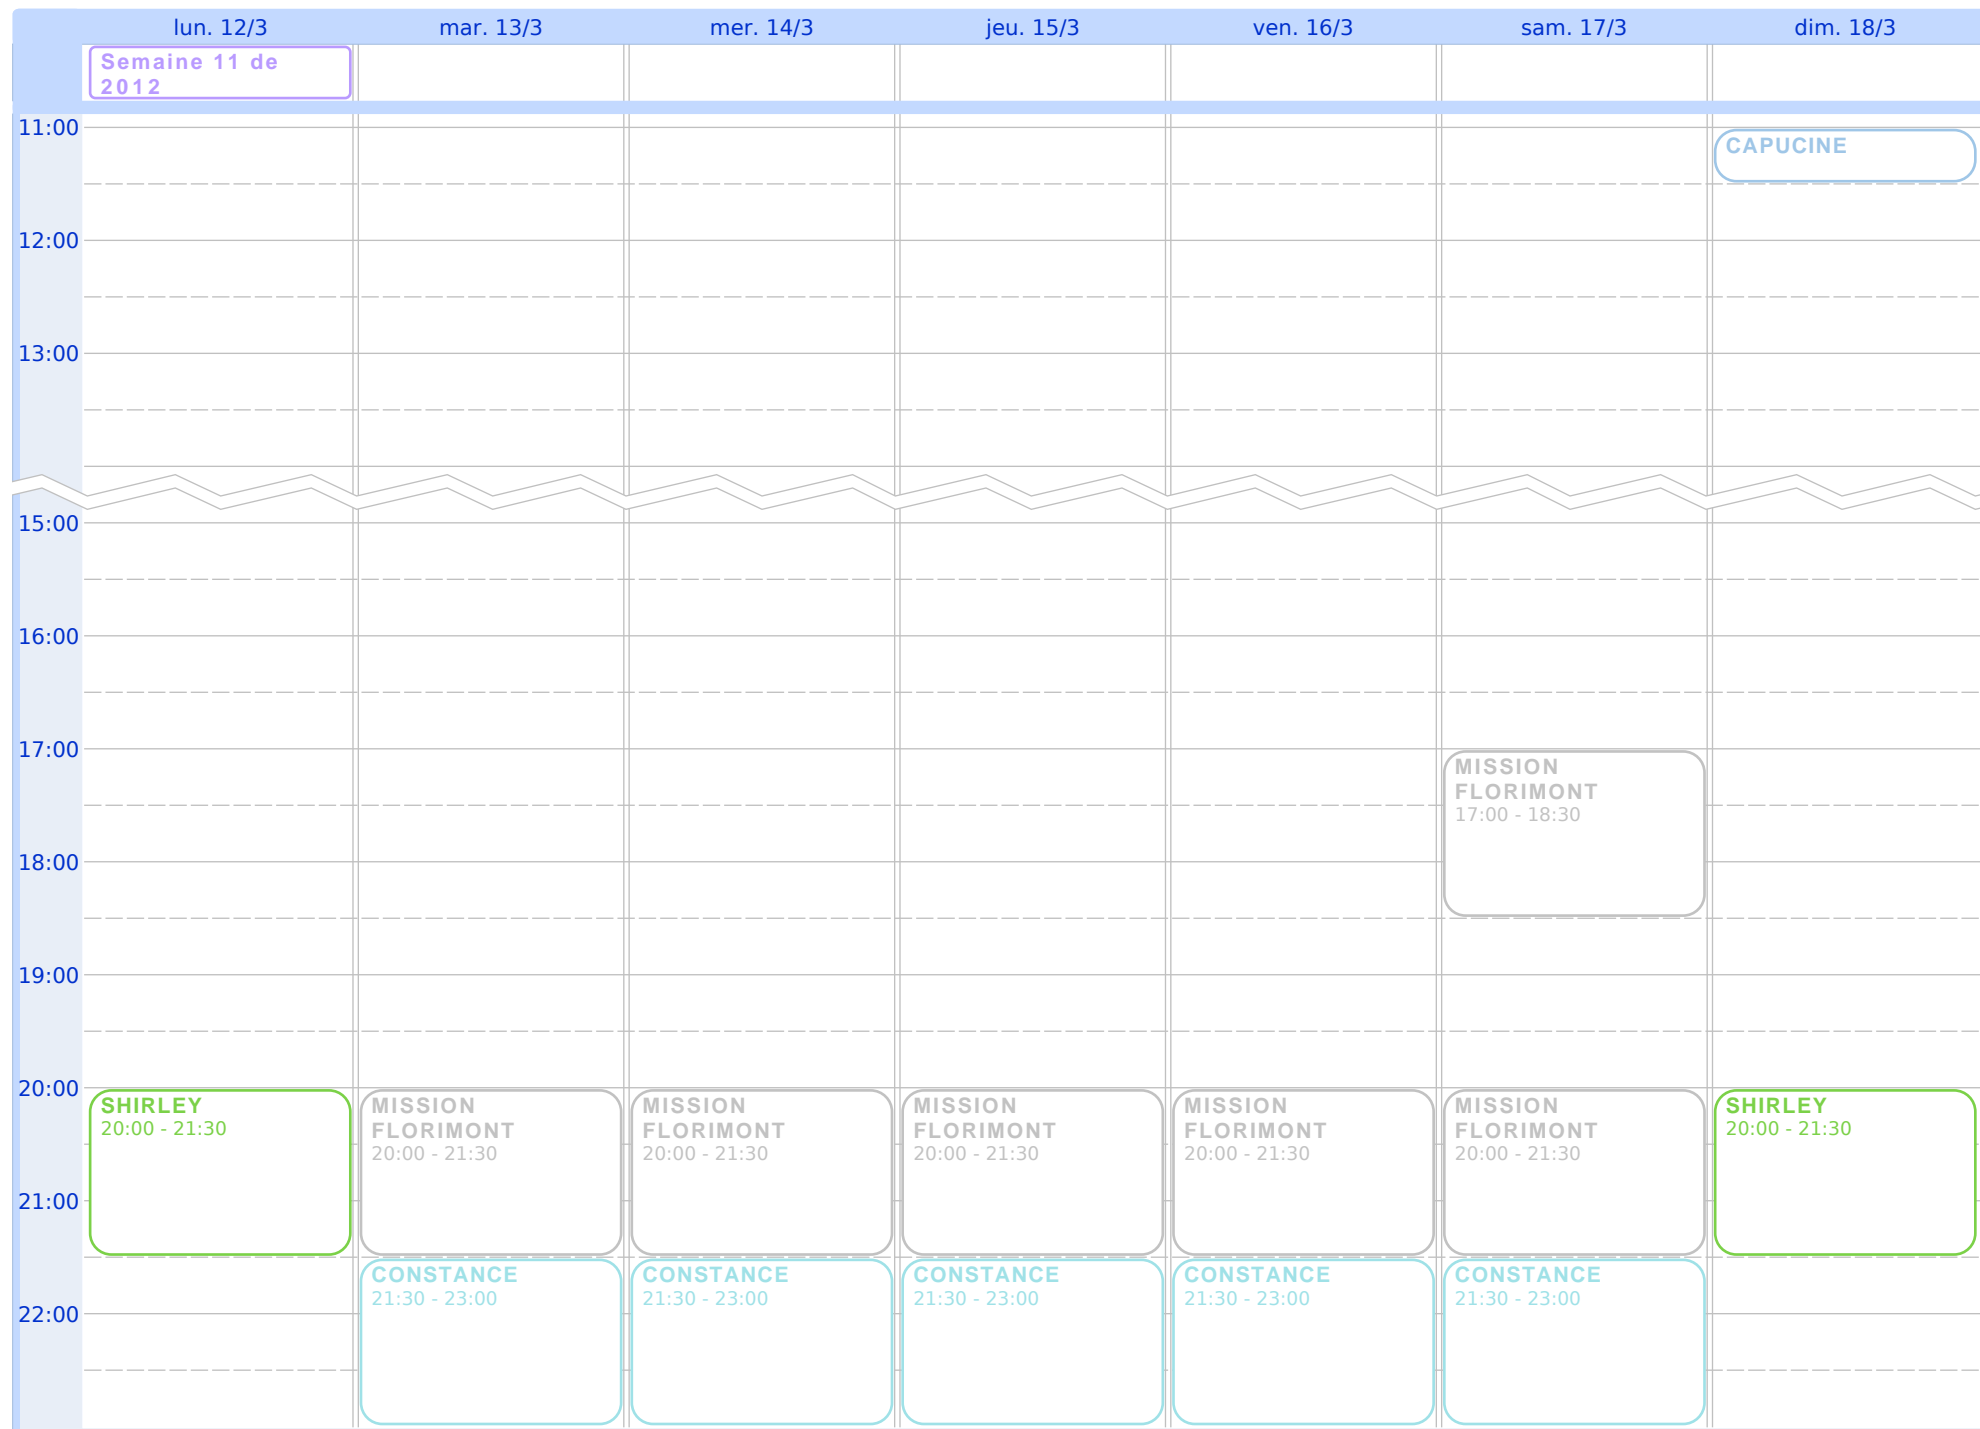 lun. 12/3
mar. 13/3
mer. 14/3
jeu. 15/3
ven. 16/3
sam. 17/3
dim. 18/3
Semaine 11 de
2012
11:00
CAPUCINE
12:00
13:00
15:00
16:00
17:00
MISSION
FLORIMONT
17:00 - 18:30
18:00
19:00
20:00
SHIRLEY
20:00 - 21:30
MISSION
FLORIMONT
20:00 - 21:30
MISSION
FLORIMONT
20:00 - 21:30
MISSION
FLORIMONT
20:00 - 21:30
MISSION
FLORIMONT
20:00 - 21:30
MISSION
FLORIMONT
20:00 - 21:30
SHIRLEY
20:00 - 21:30
21:00
CONSTANCE
21:30 - 23:00
CONSTANCE
21:30 - 23:00
CONSTANCE
21:30 - 23:00
CONSTANCE
21:30 - 23:00
CONSTANCE
21:30 - 23:00
22:00